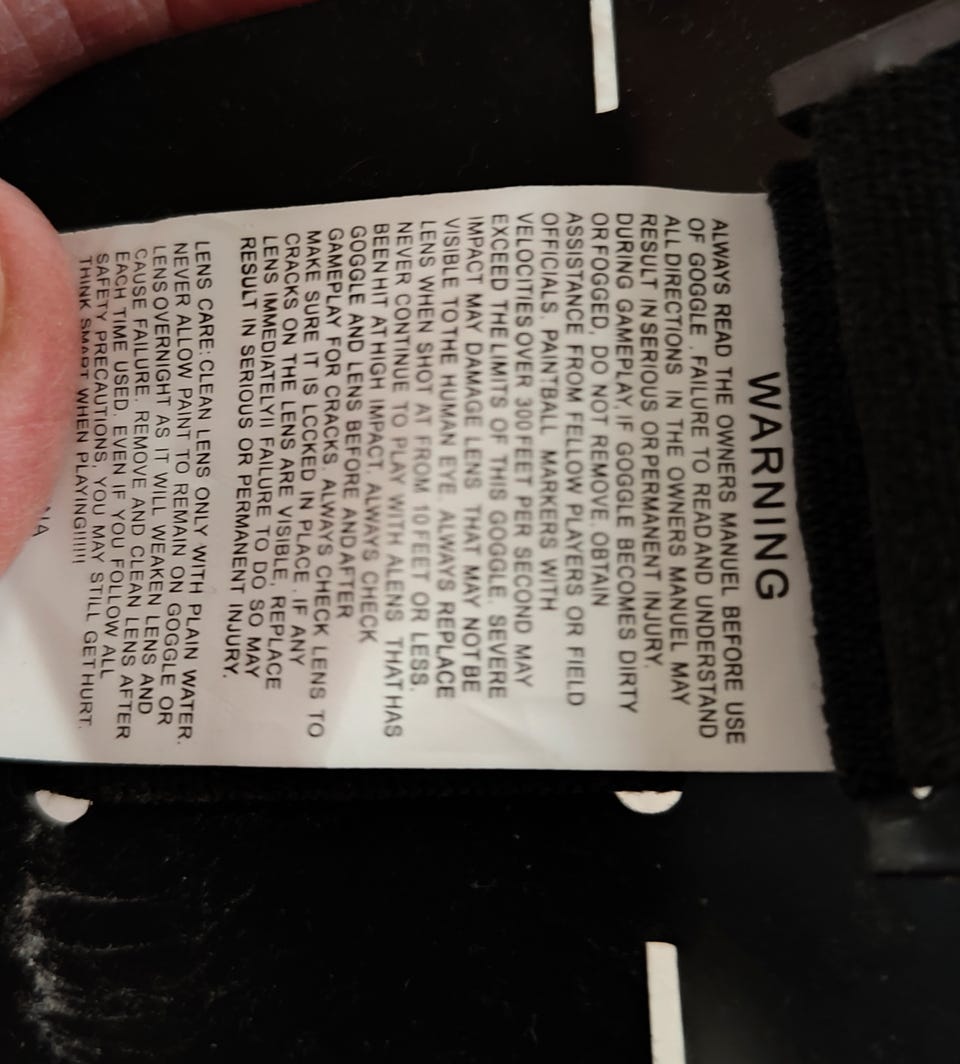 WARNING
ALWAYS READ THE OWNERS MANUEL BEFORE USE
OF GOGGLE . FAILURE TO READ AND UNDERSTAND
ALL DIRECTIONS IN THE OWNERS MANUEL MAY
RESULT IN SERIOUS OR PERMANENT INJURY.
DURING GAMEPLAY, IF GOGGLE BECOMES DIRTY
OR FOGGED, DO NOT REMOVE. OBTAIN
ASSISTANCE FROM FELLOW PLAYERS OR FIELD
OFFICIALS. PAINTBALL MARKERS WITH
VELOCITIES OVER 300 FEET PER SECOND MAY
EXCEED THE LIMITS OF THIS GOGGLE. SEVERE
IMPACT MAY DAMAGE LENS THAT MAY NOT BE
VISIBLE TO THE HUMAN EYE. ALWAYS REPLACE
LENS WHEN SHOT AT FROM 10 FEET OR LESS.
NEVER CONTINUE TO PLAY WITH A LENS THAT HAS
BEEN HIT AT HIGH IMPACT. ALWAYS CHECK
GOGGLE AND LENS BEFORE AND AFTER
GAMEPLAY FOR CRACKS. ALWAYS CHECK LENS TO
MAKE SURE IT IS LCCKED IN PLACE . IF ANY
CRACKS ON THE LENS ARE VISIBLE, REPLACE
LENS IMMEDIATELY!! FAILURE TO DO SO MAY
RESULT IN SERIOUS OR PERMANENT INJURY.
LENS CARE: CLEAN LENS ONLY WITH PLAIN WATER.
NEVER ALLOW PAINT TO REMAIN ON GOGGLE OR
LENS OVERNIGHT AS IT WILL WEAKEN LENS AND
CAUSE FAILURE. REMOVE AND CLEAN LENS AFTER
EACH TIME USED. EVEN IF YOU FOLLOW ALL
SAFETY PRECAUTIONS, YOU MAY STILL GET HURT.
THINK SMART WHEN PLAYING!!!!!!